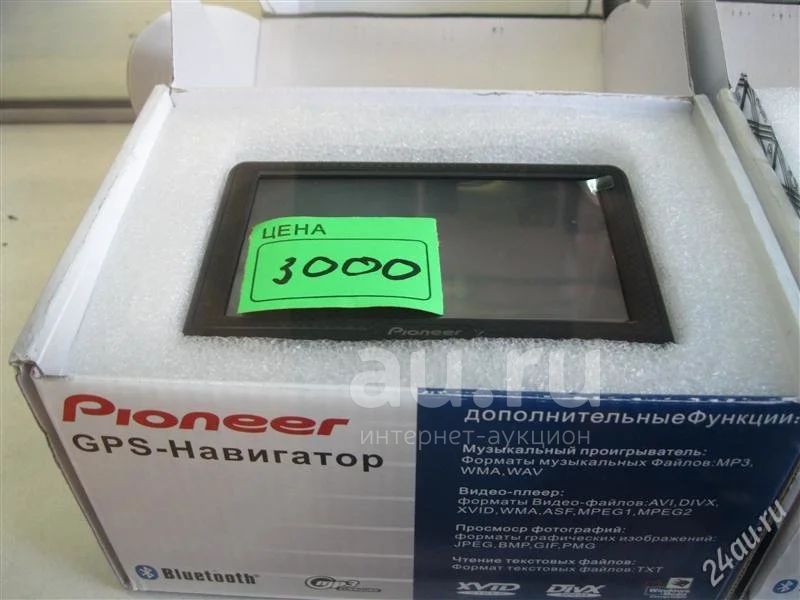 ЦЕНА
3000
Pioneer
au.ru
интернет-аукцион
Pioneer
GPS-Навигатор
дополнительныеФункции:
Музыкальный проигрыватель:
Форматы музыкальных Файлов:MP3,
WMA,WAV
Видео-плеер:
форматы Видео-файлов:AVI,DIVX,
XVID,WMA,ASF,MPEG1,MPEG2
Просмотр фотографий:
форматы графических изображений:
JPEG,BMP,GIF,PMG
Чтение текстовых файлов:
Формат текстовых файлов:TXT
Bluetooth
mp3
XVID
DIVX
24au.ru